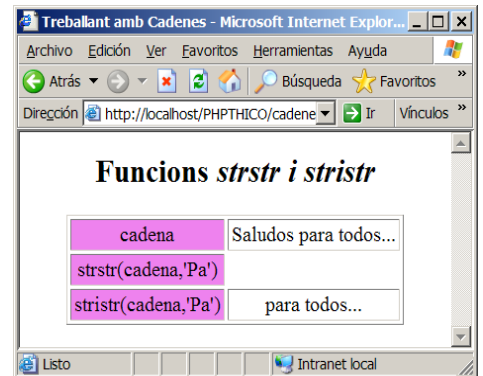 Treballant amb Cadenes - Microsoft Internet Explor...
Archivo Edición Ver Favoritos Herramientas Ayuda
Atrás Búsqueda Favoritos »
Dirección http://localhost/PHPTHICO/cadene Ir Vínculos »
Funcions strstr i stristr
cadena Saludos para todos...
strstr(cadena,'Pa')
stristr(cadena,'Pa') para todos...
Listo Intranet local